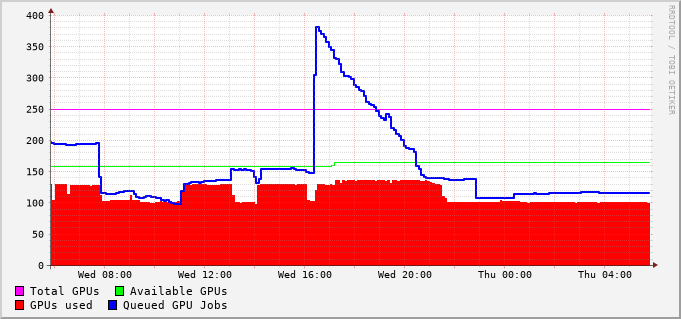 400
350
300
250
200
150
100
50
0
Wed 08:00 Wed 12:00 Wed 16:00 Wed 20:00 Thu 00:00 Thu 04:00
Total GPUs Available GPUs
GPUs used Queued GPU Jobs
RRDTOOL / TOBI OETIKER